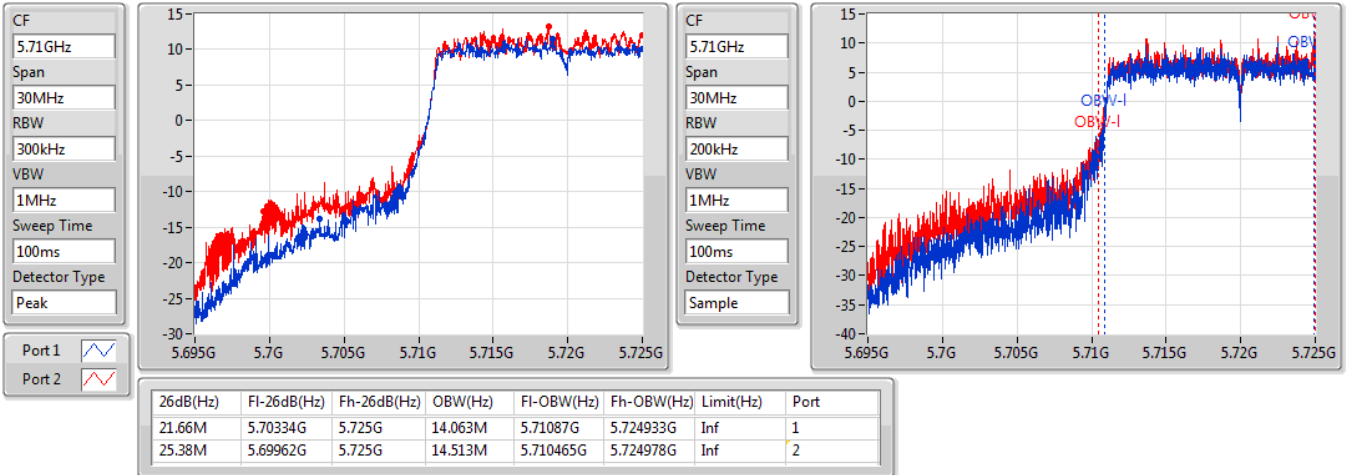 CF
5.71GHz
Span
30MHz
RBW
300kHz
VBW
1MHz
Sweep Time
100ms
Detector Type
Peak
Port 1
Port 2
15
10
5
0
-5
-10
-15
-20
-25
-30
5.695G 5.7G 5.705G 5.71G 5.715G 5.72G 5.725G
CF
5.71GHz
Span
30MHz
RBW
200kHz
VBW
1MHz
Sweep Time
100ms
Detector Type
Sample
15
10
5
0
-5
-10
-15
-20
-25
-30
-35
-40
OBW-l
OBW-l
5.695G 5.7G 5.705G 5.71G 5.715G 5.72G 5.725G
26dB(Hz) Fl-26dB(Hz) Fh-26dB(Hz) OBW(Hz) Fl-OBW(Hz) Fh-OBW(Hz) Limit(Hz) Port
21.66M 5.70334G 5.725G 14.063M 5.71087G 5.724933G Inf 1
25.38M 5.69962G 5.725G 14.513M 5.710465G 5.724978G Inf 2